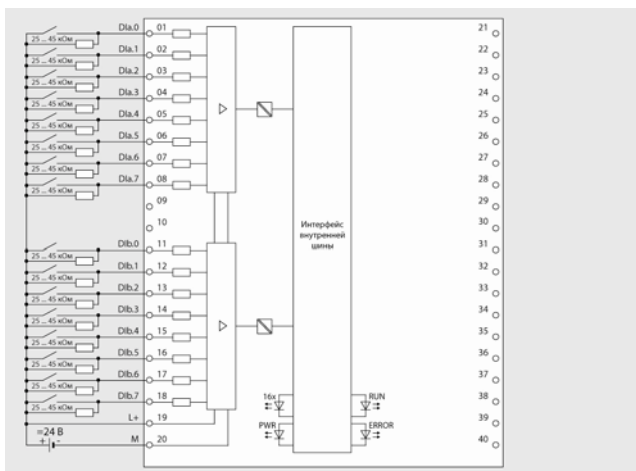 DIa.0 01 21
25 ... 45 кОм
DIa.1 02 22
25 ... 45 кОм
DIa.2 03 23
25 ... 45 кОм
DIa.3 04 24
25 ... 45 кОм
DIa.4 05 25
25 ... 45 кОм
DIa.5 06 26
25 ... 45 кОм
DIa.6 07 27
25 ... 45 кОм
DIa.7 08 28
25 ... 45 кОм
09 29
10 30
Интерфейс
внутренней
шины
DIb.0 11 31
25 ... 45 кОм
DIb.1 12 32
25 ... 45 кОм
DIb.2 13 33
25 ... 45 кОм
DIb.3 14 34
25 ... 45 кОм
DIb.4 15 35
25 ... 45 кОм
DIb.5 16 36
25 ... 45 кОм
DIb.6 17 37
25 ... 45 кОм
DIb.7 18 16x RUN 38
25 ... 45 кОм
L+ 19 39
=24 В PWR ERROR
+ - M 20 40